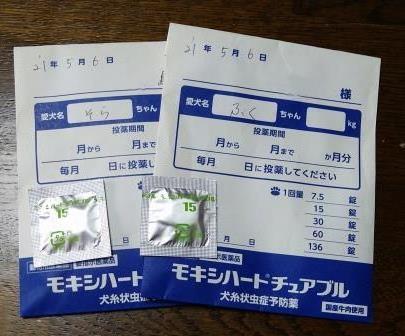 '21年 5月 6日
愛犬名 そら ちゃん
投薬期間
月から 月まで
毎月 日に投薬してください
15
15
'21年 5月 6日
様
愛犬名 ふく ちゃん kg
投薬期間
月から 月まで か月分
毎月 日に投薬してください
1回量 7.5 錠
15 錠
30 錠
60 錠
136 錠
年 月 日
モキシハート®チュアブル
犬糸状虫症予防薬
モキシハート®チュアブル
犬糸状虫症予防薬
国産牛肉使用